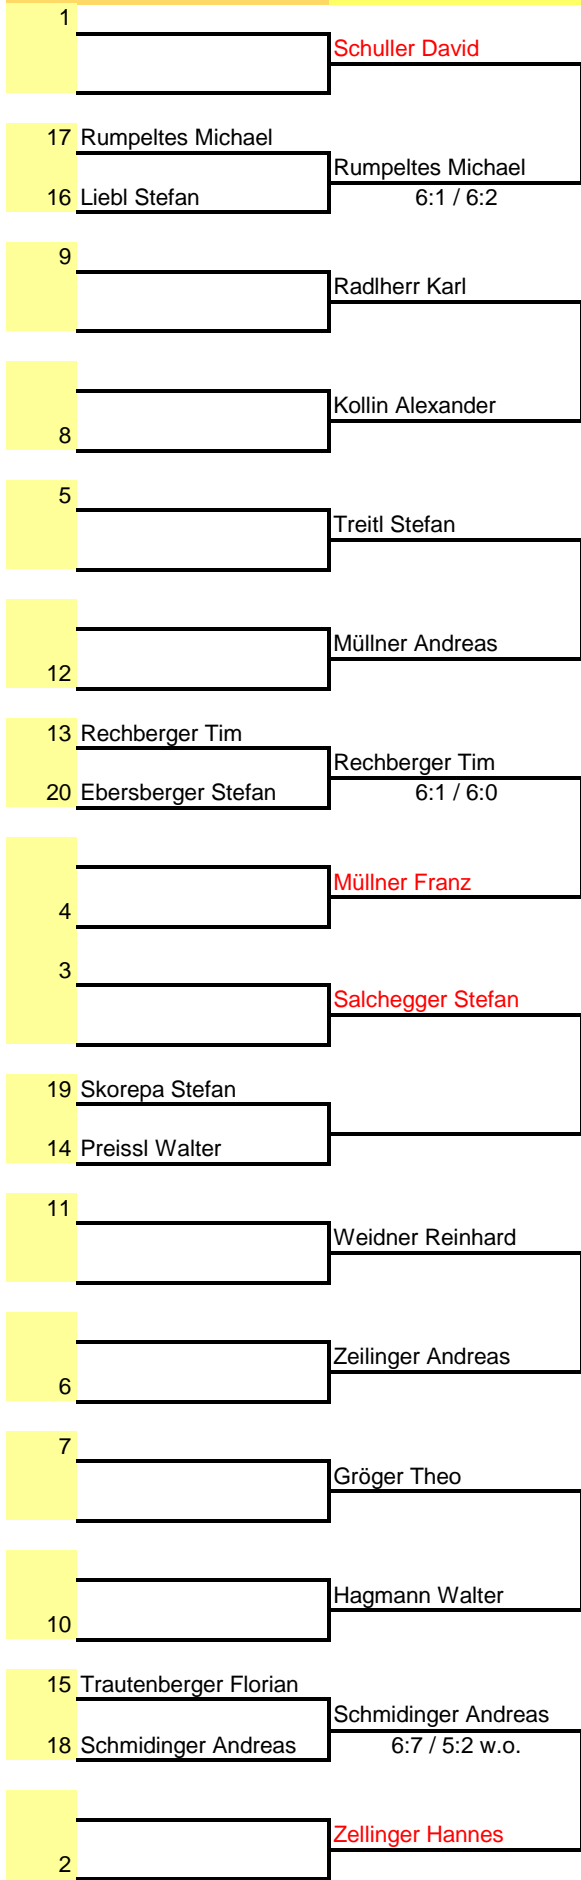 1
Schuller David
17 Rumpeltes Michael
Rumpeltes Michael
16 Liebl Stefan
6:1 / 6:2
9
Radlherr Karl
Kollin Alexander
8
5
Treitl Stefan
Müllner Andreas
12
13 Rechberger Tim
Rechberger Tim
20 Ebersberger Stefan
6:1 / 6:0
Müllner Franz
4
3
Salchegger Stefan
19 Skorepa Stefan
14 Preissl Walter
11
Weidner Reinhard
Zeilinger Andreas
6
7
Gröger Theo
Hagmann Walter
10
15 Trautenberger Florian
Schmidinger Andreas
18 Schmidinger Andreas
6:7 / 5:2 w.o.
Zellinger Hannes
2